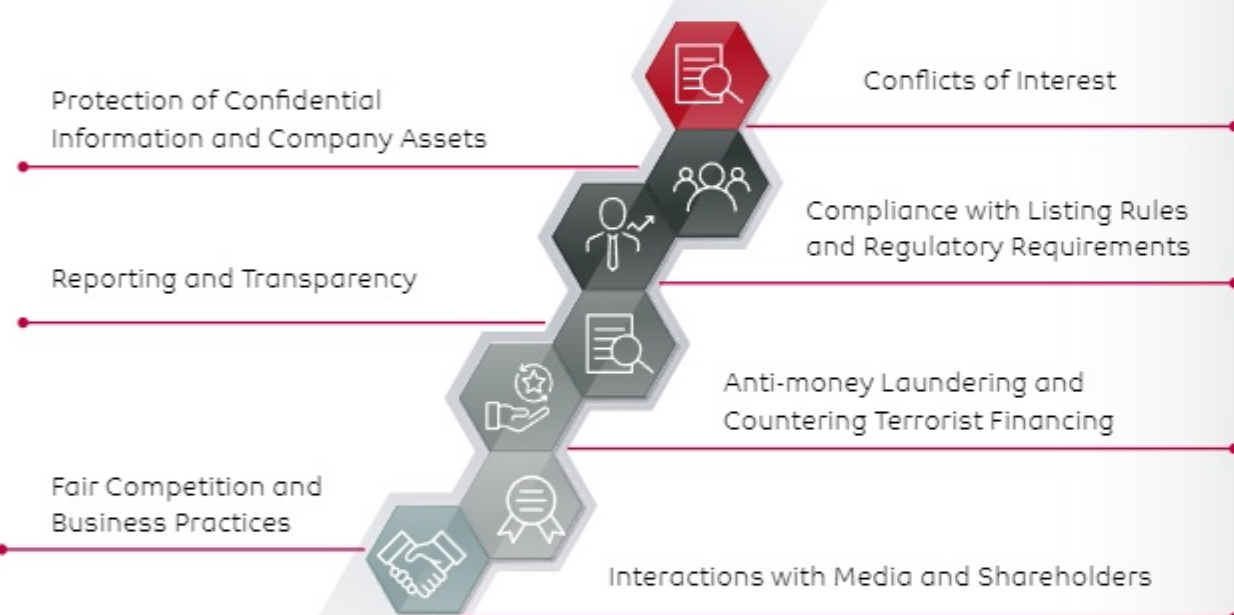 Conflicts of Interest
Protection of Confidential
Information and Company Assets
Compliance with Listing Rules
and Regulatory Requirements
Reporting and Transparency
Anti-money Laundering and
Countering Terrorist Financing
Fair Competition and
Business Practices
Interactions with Media and Shareholders